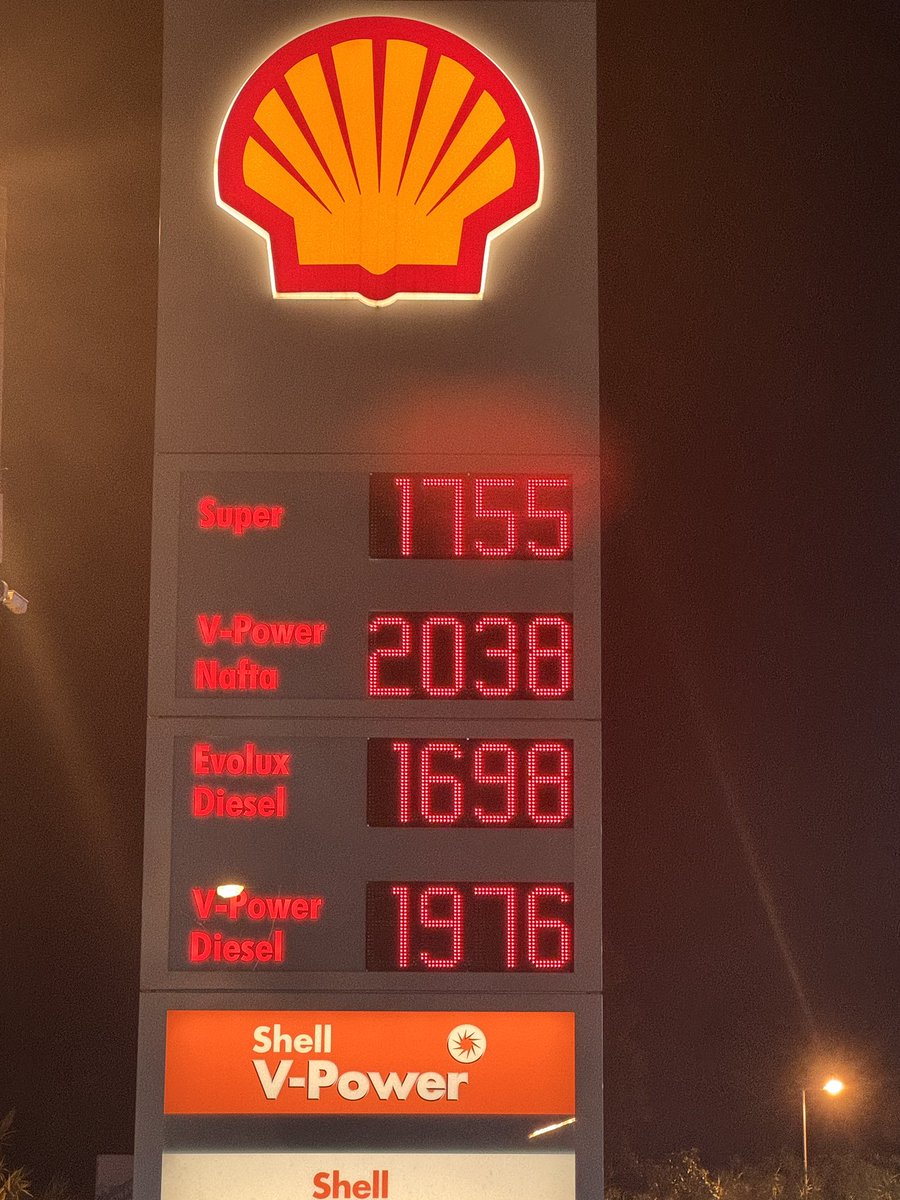 Super 1755
V-Power
Nafta 2038
Evolux
Diesel 1698
V-Power
Diesel 1976
Shell
V-Power
Shell